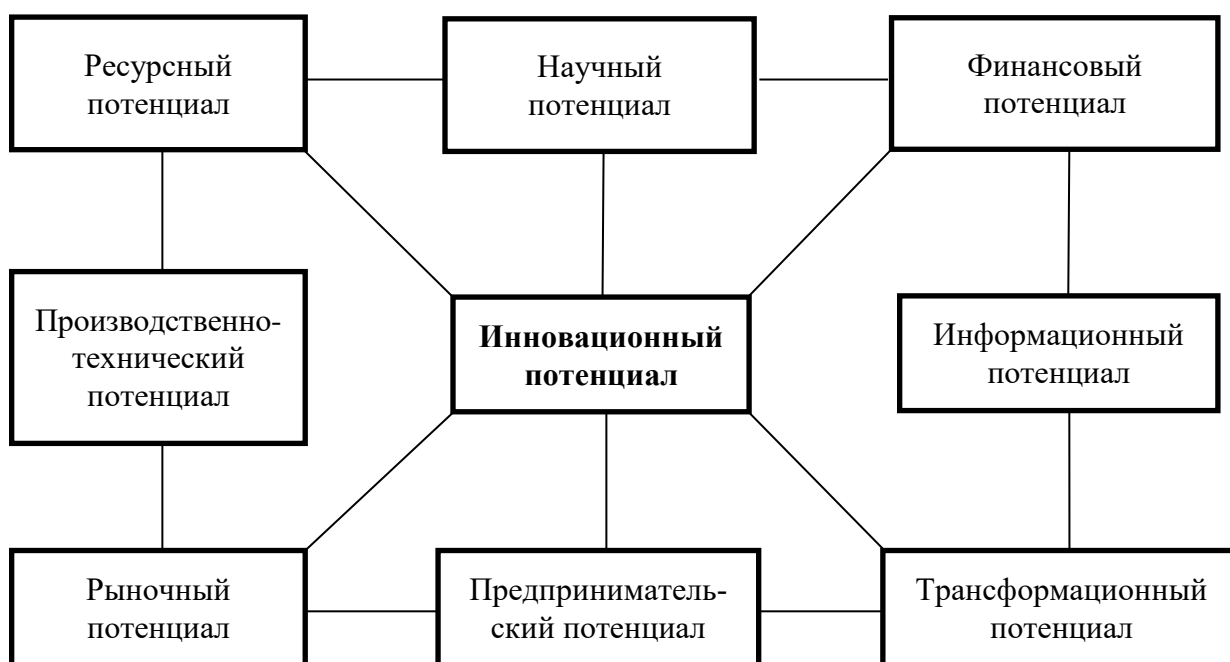 Ресурсный
потенциал
Научный
потенциал
Финансовый
потенциал
Производственно-
технический
потенциал
Инновационный
потенциал
Информационный
потенциал
Рыночный
потенциал
Предприниматель-
ский потенциал
Трансформационный
потенциал